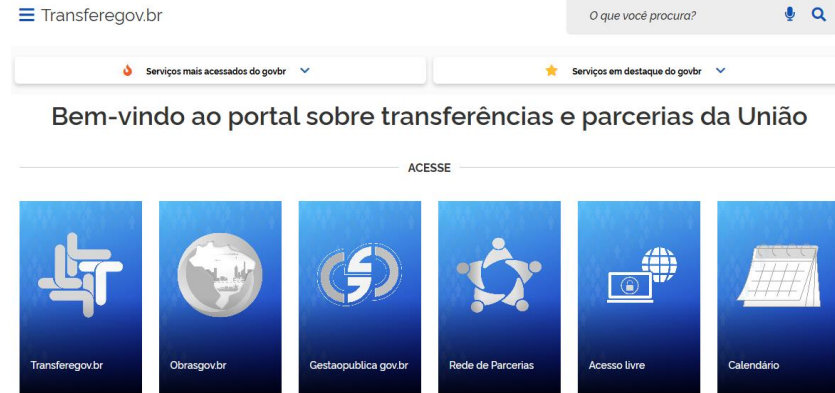 Transferegov.br
O que você procura?
Serviços mais acessados do govbr
Serviços em destaque do govbr
Bem-vindo ao portal sobre transferências e parcerias da União
ACESSE
Transferegov.br
Obrasgov.br
Gestaopublica gov.br
Rede de Parcerias
Acesso livre
Calendário